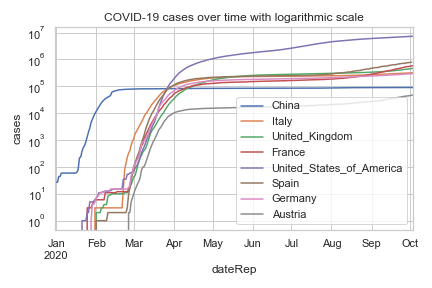 COVID-19 cases over time with logarithmic scale
10^7
10^6
10^5
10^4
10^3
10^2
10^1
10^0
cases
China
Italy
United_Kingdom
France
United_States_of_America
Spain
Germany
Austria
Jan Feb Mar Apr May Jun Jul Aug Sep Oct
2020
dateRep